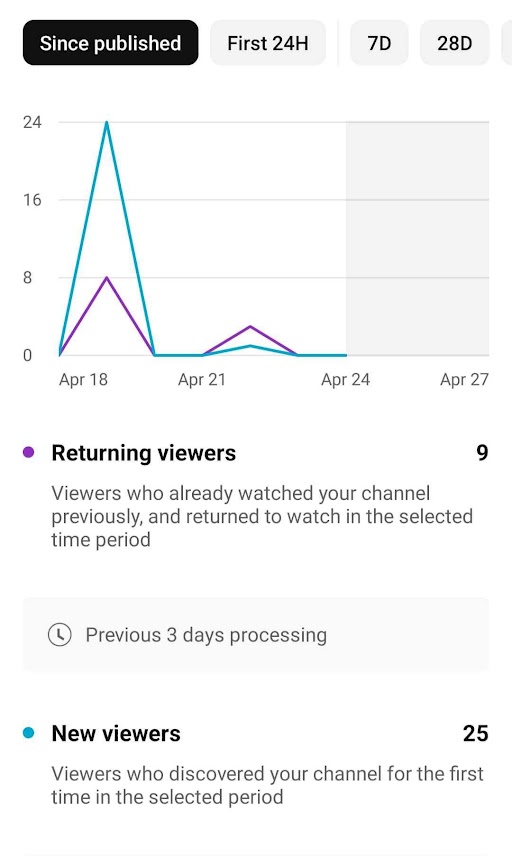 Since published First 24H 7D 28D
24
16
8
0
Apr 18 Apr 21 Apr 24 Apr 27
Returning viewers 9
Viewers who already watched your channel
previously, and returned to watch in the selected
time period
Previous 3 days processing
New viewers 25
Viewers who discovered your channel for the first
time in the selected period